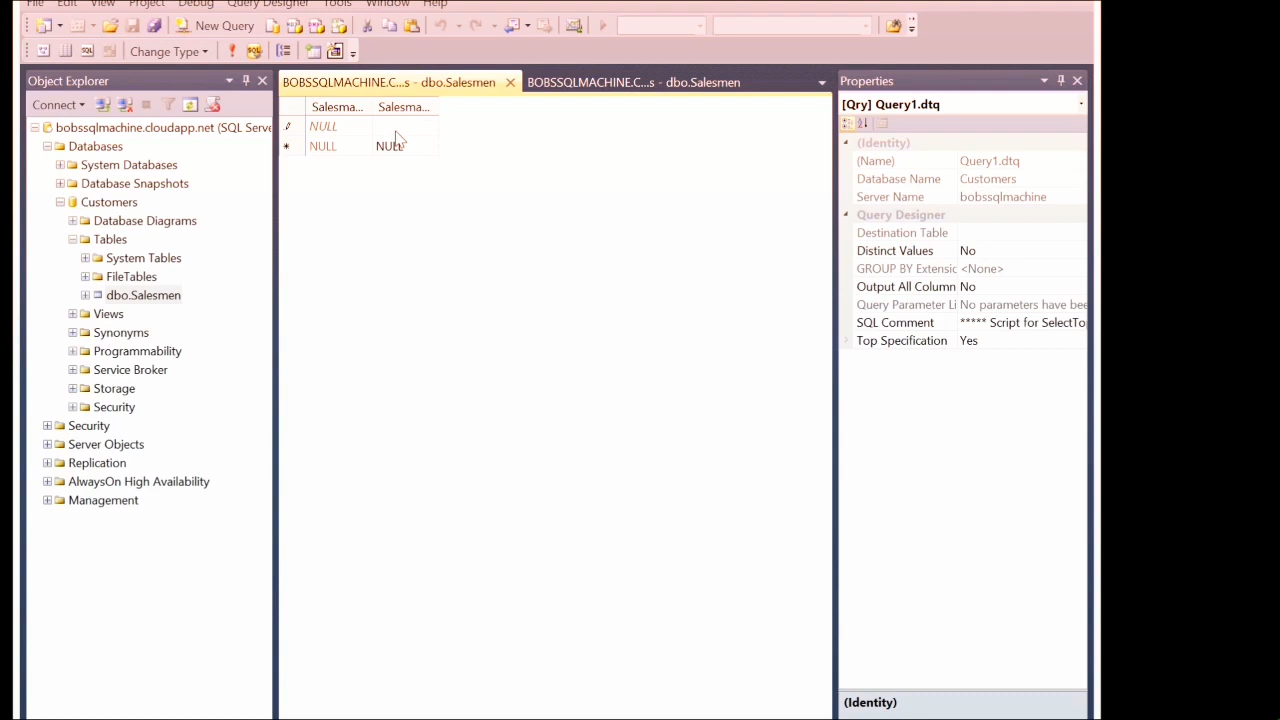 File Edit View Project Debug Query Designer Tools Window Help
New Query
Change Type
Object Explorer
Connect
bobssqlmachine.cloudapp.net (SQL Serve
Databases
System Databases
Database Snapshots
Customers
Database Diagrams
Tables
System Tables
FileTables
dbo.Salesmen
Views
Synonyms
Programmability
Service Broker
Storage
Security
Security
Server Objects
Replication
AlwaysOn High Availability
Management
BOBSSQLMACHINE.C...s - dbo.Salesmen BOBSSQLMACHINE.C...s - dbo.Salesmen
Salesma... Salesma...
NULL
NULL NULL
Properties
[Qry] Query1.dtq
(Identity)
(Name) Query1.dtq
Database Name Customers
Server Name bobssqlmachine
Query Designer
Destination Table
Distinct Values No
GROUP BY Extensic <None>
Output All Column No
Query Parameter Li No parameters have bee
SQL Comment ***** Script for SelectTo
Top Specification Yes
(Identity)